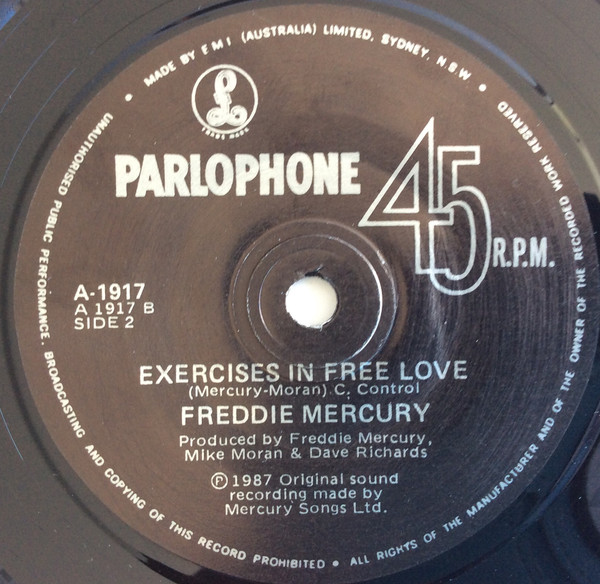 MADE BY EMI (AUSTRALIA) LIMITED. SYDNEY. N.S.W.
£
TRADE MARK
PARLOPHONE
45 R.P.M.
A-1917
A 1917 B
SIDE 2
EXERCISES IN FREE LOVE
(Mercury-Moran) C. Control
FREDDIE MERCURY
Produced by Freddie Mercury,
Mike Moran & Dave Richards
Ⓟ 1987 Original sound
recording made by
Mercury Songs Ltd.
UNAUTHORISED PUBLIC PERFORMANCE, BROADCASTING AND COPYING OF THIS RECORD PROHIBITED • ALL RIGHTS OF THE MANUFACTURER AND OF THE OWNER OF THE RECORDED WORK RESERVED